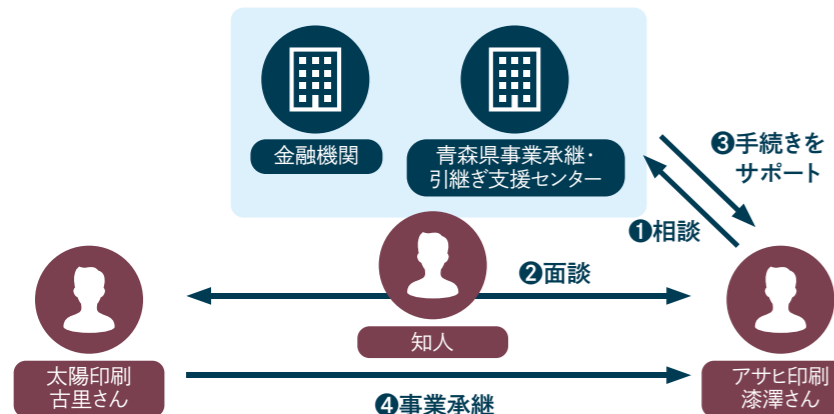 金融機関
青森県事業承継・
引継ぎ支援センター
❸手続きを
サポート
❶相談
❷面談
知人
太陽印刷
古里さん
アサヒ印刷
漆澤さん
❹事業承継